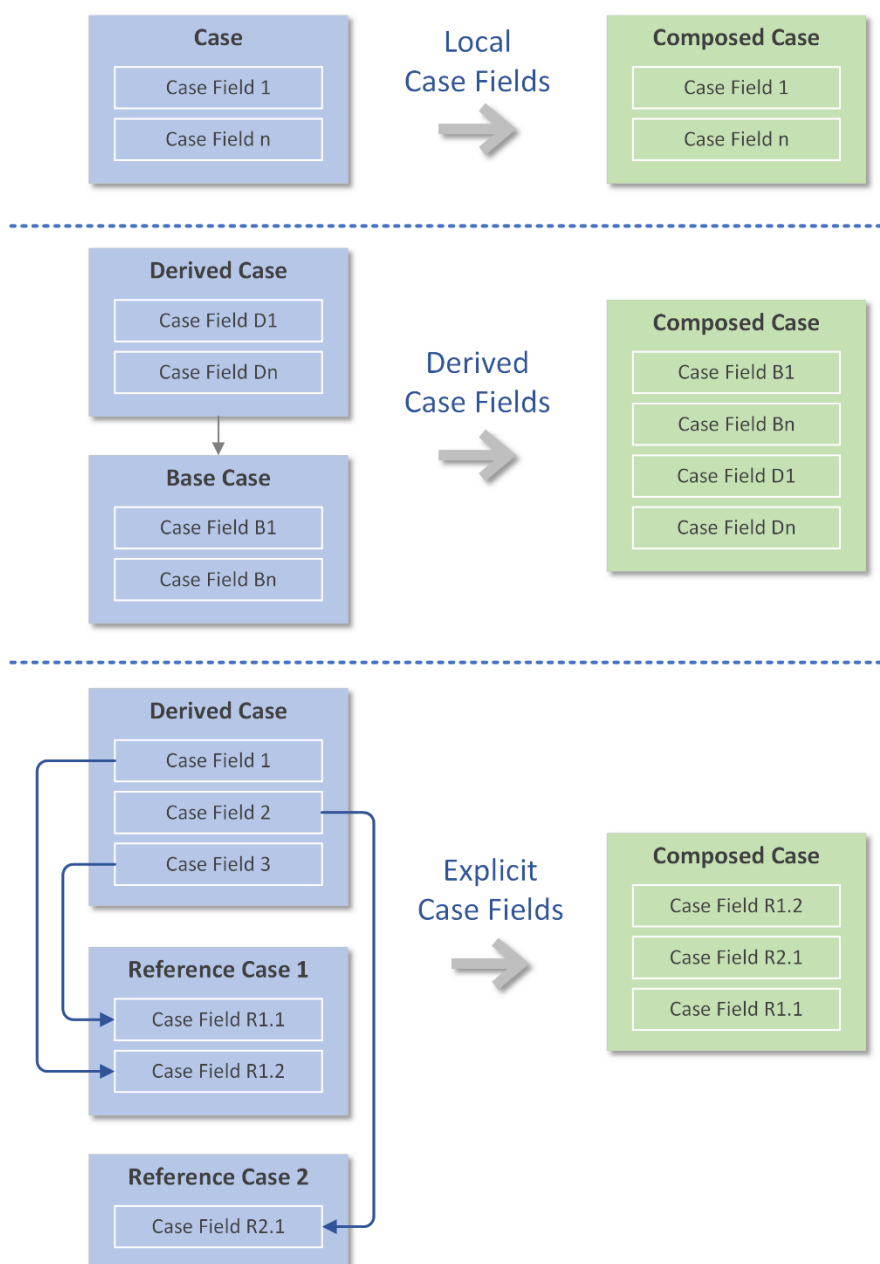 Case
Case Field 1
Case Field n
Local
Case Fields
Composed Case
Case Field 1
Case Field n
Derived Case
Case Field D1
Case Field Dn
Base Case
Case Field B1
Case Field Bn
Derived
Case Fields
Composed Case
Case Field B1
Case Field Bn
Case Field D1
Case Field Dn
Derived Case
Case Field 1
Case Field 2
Case Field 3
Reference Case 1
Case Field R1.1
Case Field R1.2
Reference Case 2
Case Field R2.1
Explicit
Case Fields
Composed Case
Case Field R1.2
Case Field R2.1
Case Field R1.1